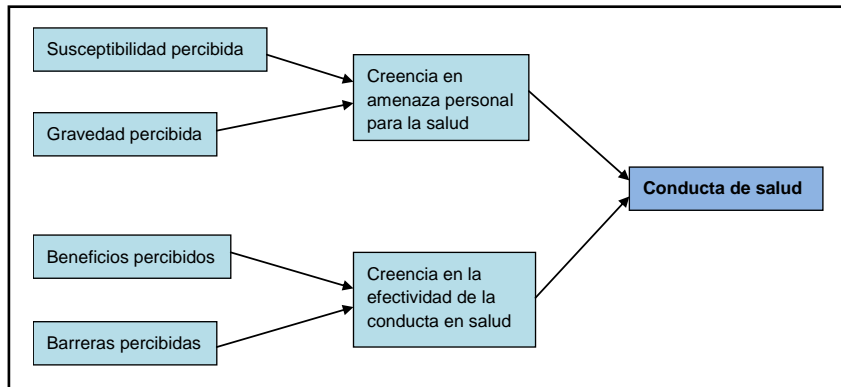 Susceptibilidad percibida
Gravedad percibida
Creencia en
amenaza personal
para la salud
Conducta de salud
Beneficios percibidos
Barreras percibidas
Creencia en la
efectividad de la
conducta en salud